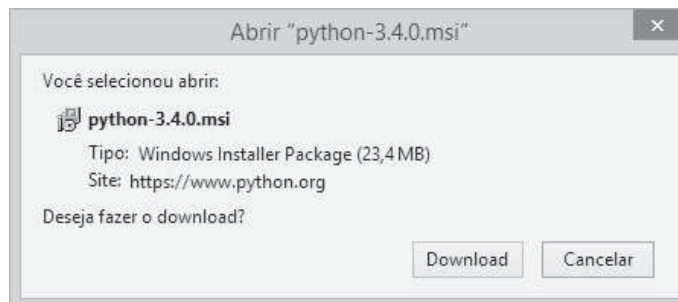 Abrir “python-3.4.0.msi”
Você selecionou abrir:
python-3.4.0.msi
Tipo: Windows Installer Package (23,4 MB)
Site: https://www.python.org
Deseja fazer o download?
Download Cancelar